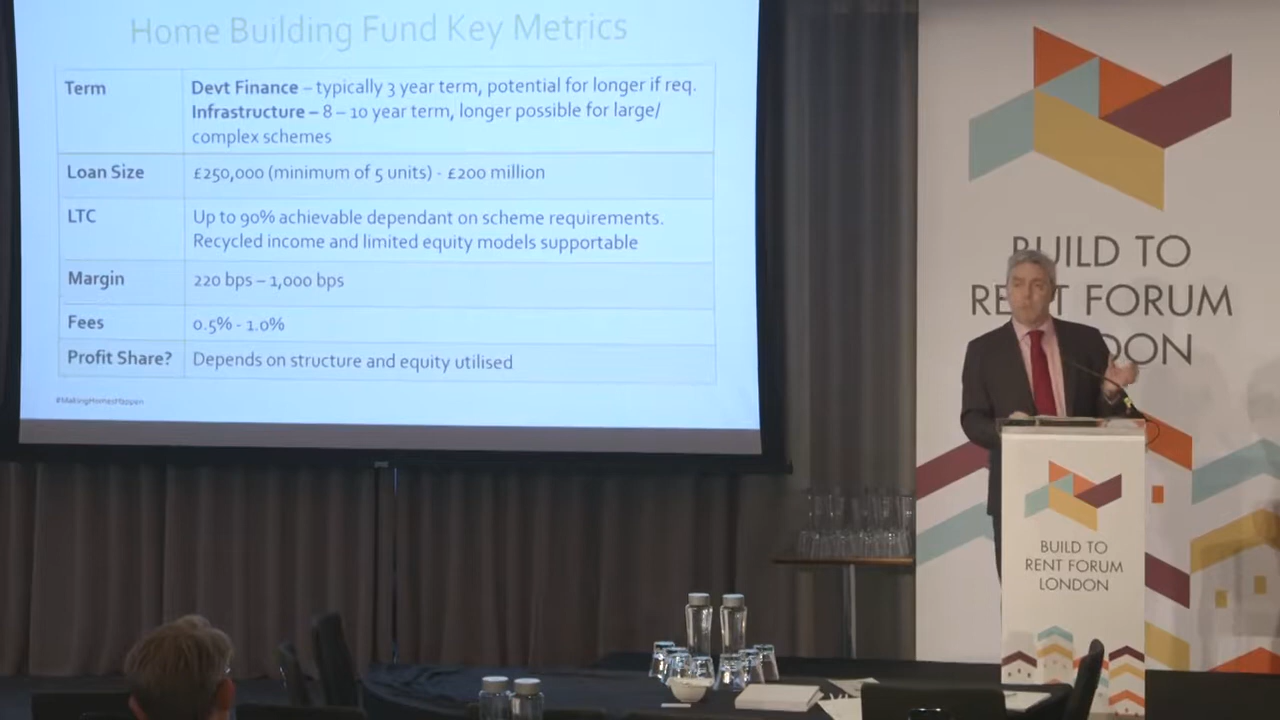 Home Building Fund Key Metrics
Term
Devt Finance – typically 3 year term, potential for longer if req.
Infrastructure – 8 – 10 year term, longer possible for large/
complex schemes
Loan Size
£250,000 (minimum of 5 units) - £200 million
LTC
Up to 90% achievable dependant on scheme requirements.
Recycled income and limited equity models supportable
Margin
220 bps – 1,000 bps
Fees
0.5% - 1.0%
Profit Share?
Depends on structure and equity utilised
#MakingHomesHappen
BUILD TO
RENT FORUM
LONDON
BUILD TO
RENT FORUM
LONDON